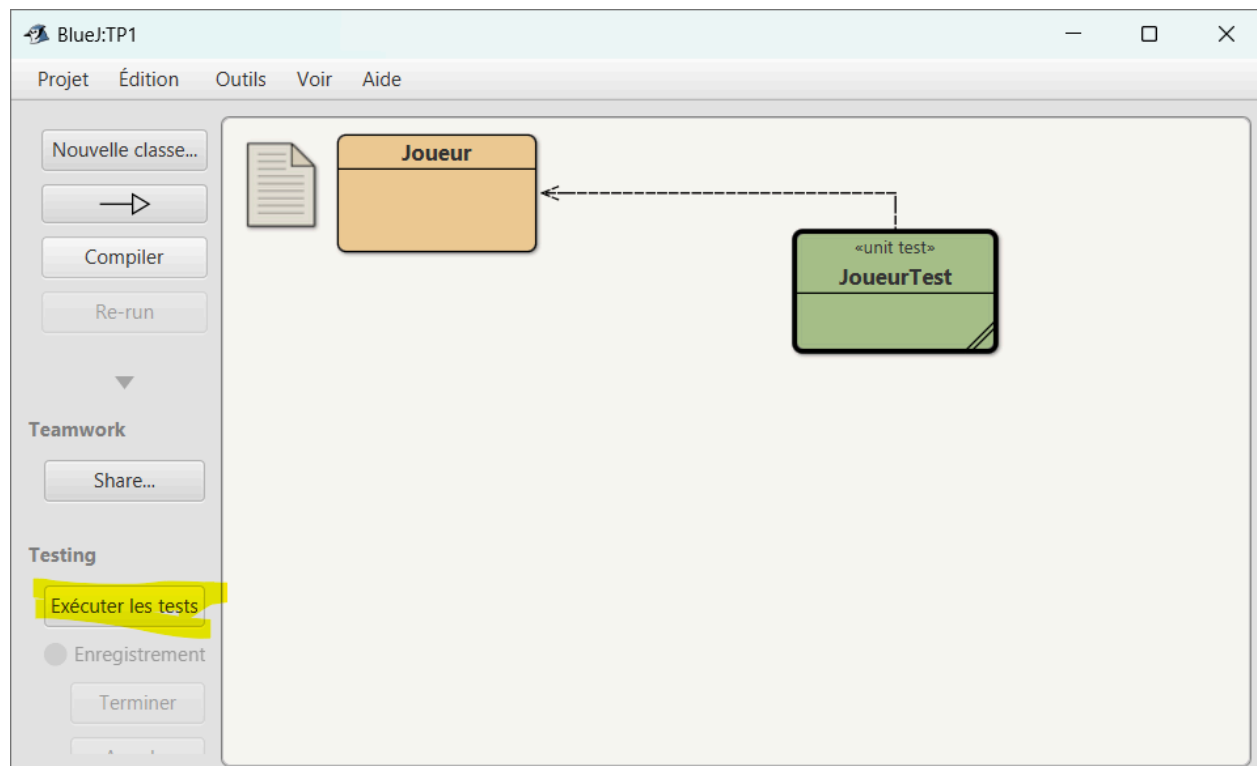 BlueJ:TP1
Projet Édition Outils Voir Aide
Nouvelle classe...
Compiler
Re-run
Teamwork
Share...
Testing
Exécuter les tests
Enregistrement
Terminer
Joueur
«unit test»
JoueurTest